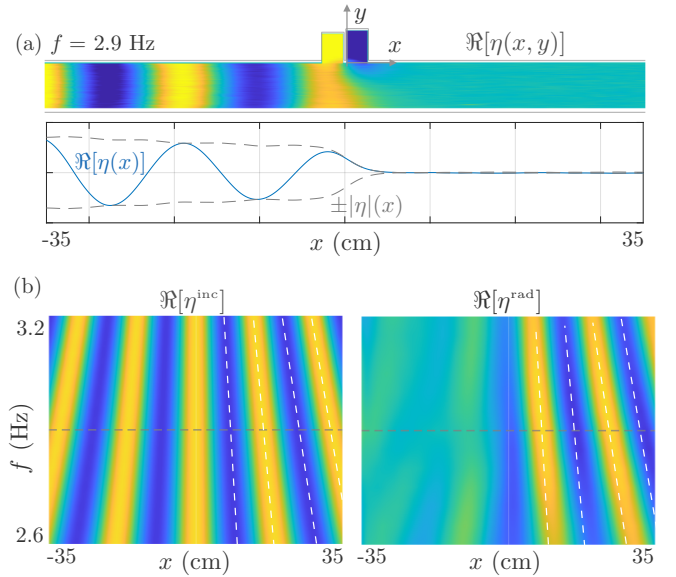 (a) f = 2.9 Hz
y
x
ℜ[η(x, y)]
ℜ[η(x)]
±|η|(x)
-35
x (cm)
35
(b)
ℜ[η^inc]
ℜ[η^rad]
3.2
f (Hz)
2.6
-35
x (cm)
35
-35
x (cm)
35